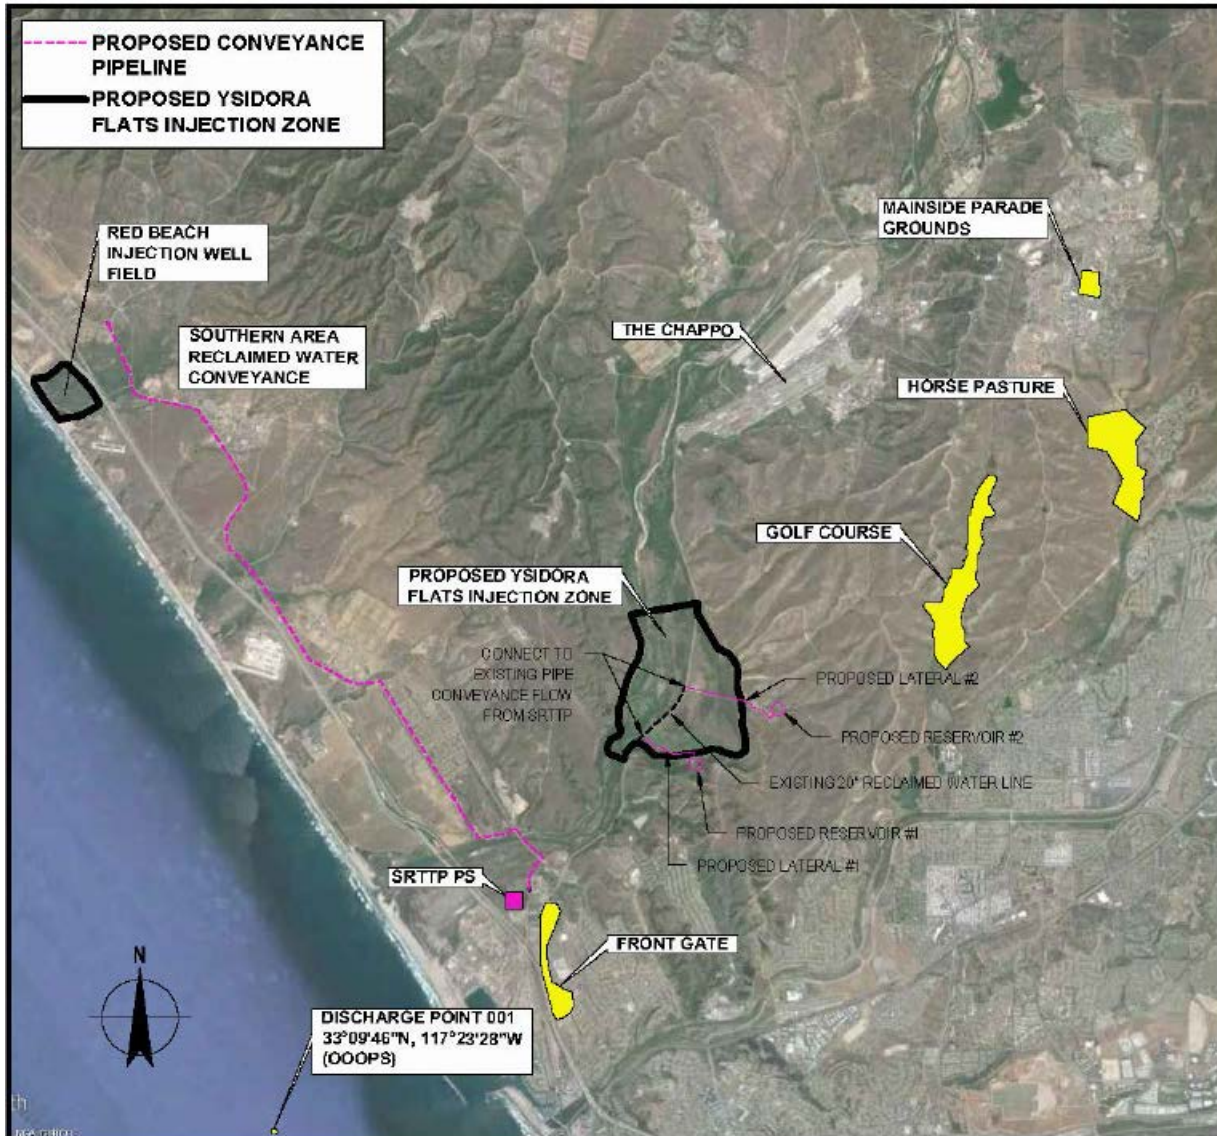 PROPOSED CONVEYANCE
PIPELINE
PROPOSED YSIDORA
FLATS INJECTION ZONE
RED BEACH
INJECTION WELL
FIELD
MAINSIDE PARADE
GROUNDS
SOUTHERN AREA
RECLAIMED WATER
CONVEYANCE
THE CHAPPO
HORSE PASTURE
GOLF COURSE
PROPOSED YSIDORA
FLATS INJECTION ZONE
CONNECT TO
EXISTING PIPE
CONVEYANCE FLOW
FROM SRTTP
PROPOSED LATERAL #2
PROPOSED RESERVOIR #2
EXISTING 20" RECLAIMED WATER LINE
PROPOSED RESERVOIR #1
PROPOSED LATERAL #1
SRTTP PS
FRONT GATE
N
DISCHARGE POINT 001
33°09'46"N, 117°23'28"W
(OOOPS)
th